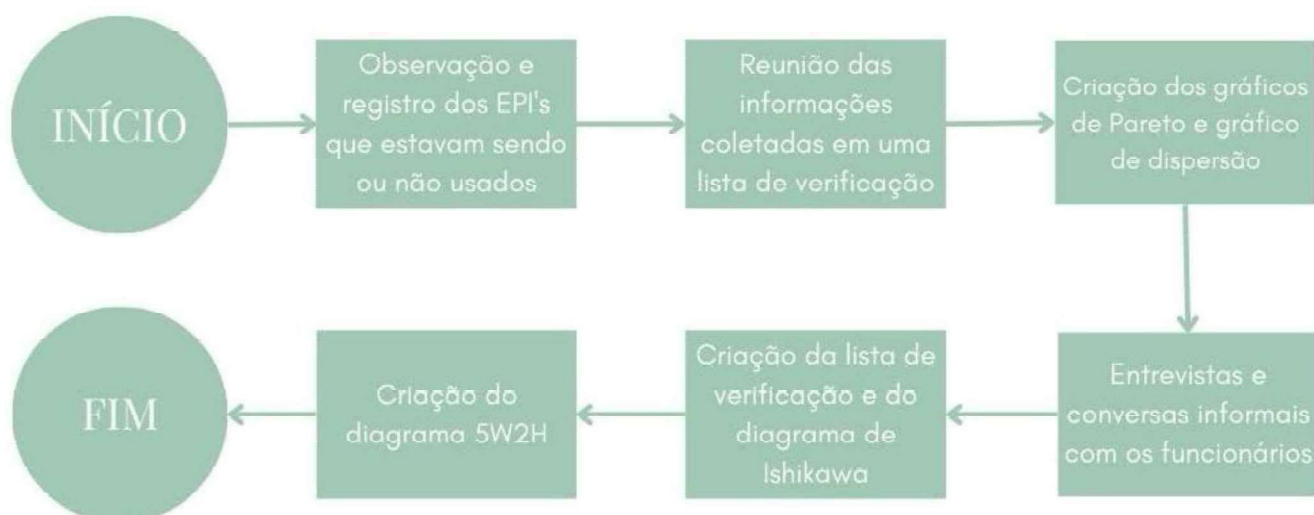 INÍCIO
Observação e
registro dos EPI's
que estavam sendo
ou não usados
Reunião das
informações
coletadas em uma
lista de verificação
Criação dos gráficos
de Pareto e gráfico
de dispersão
Entrevistas e
conversas informais
com os funcionários
Criação da lista de
verificação e do
diagrama de
Ishikawa
Criação do
diagrama 5W2H
FIM